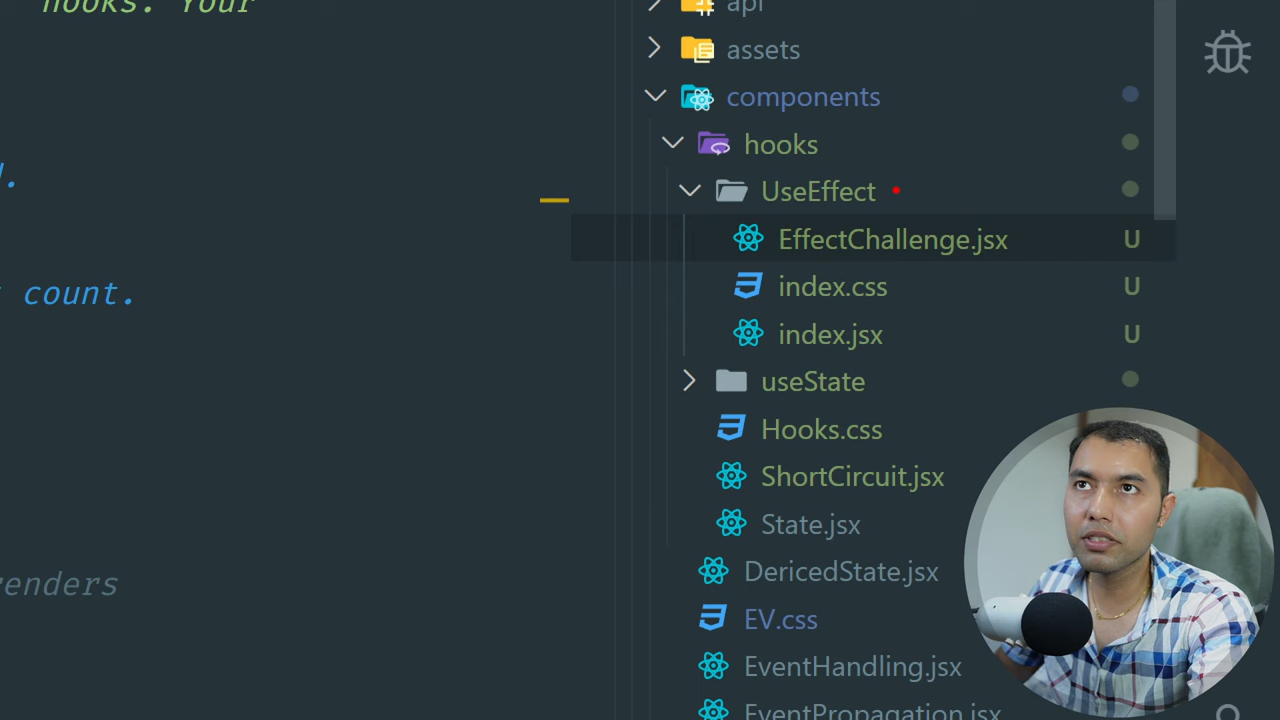 hooks. Your
.
count.
enders
api
assets
components
hooks
UseEffect
EffectChallenge.jsx U
index.css U
index.jsx U
useState
Hooks.css
ShortCircuit.jsx
State.jsx
DericedState.jsx
EV.css
EventHandling.jsx
EventPropagation.jsx